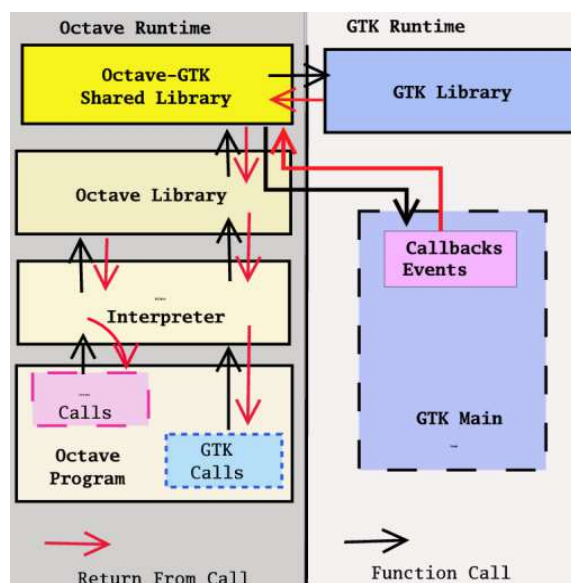 Octave Runtime
GTK Runtime
Octave-GTK
Shared Library
GTK Library
Octave Library
Callbacks
Events
Interpreter
Calls
GTK
Calls
Octave
Program
GTK Main
Return From Call
Function Call